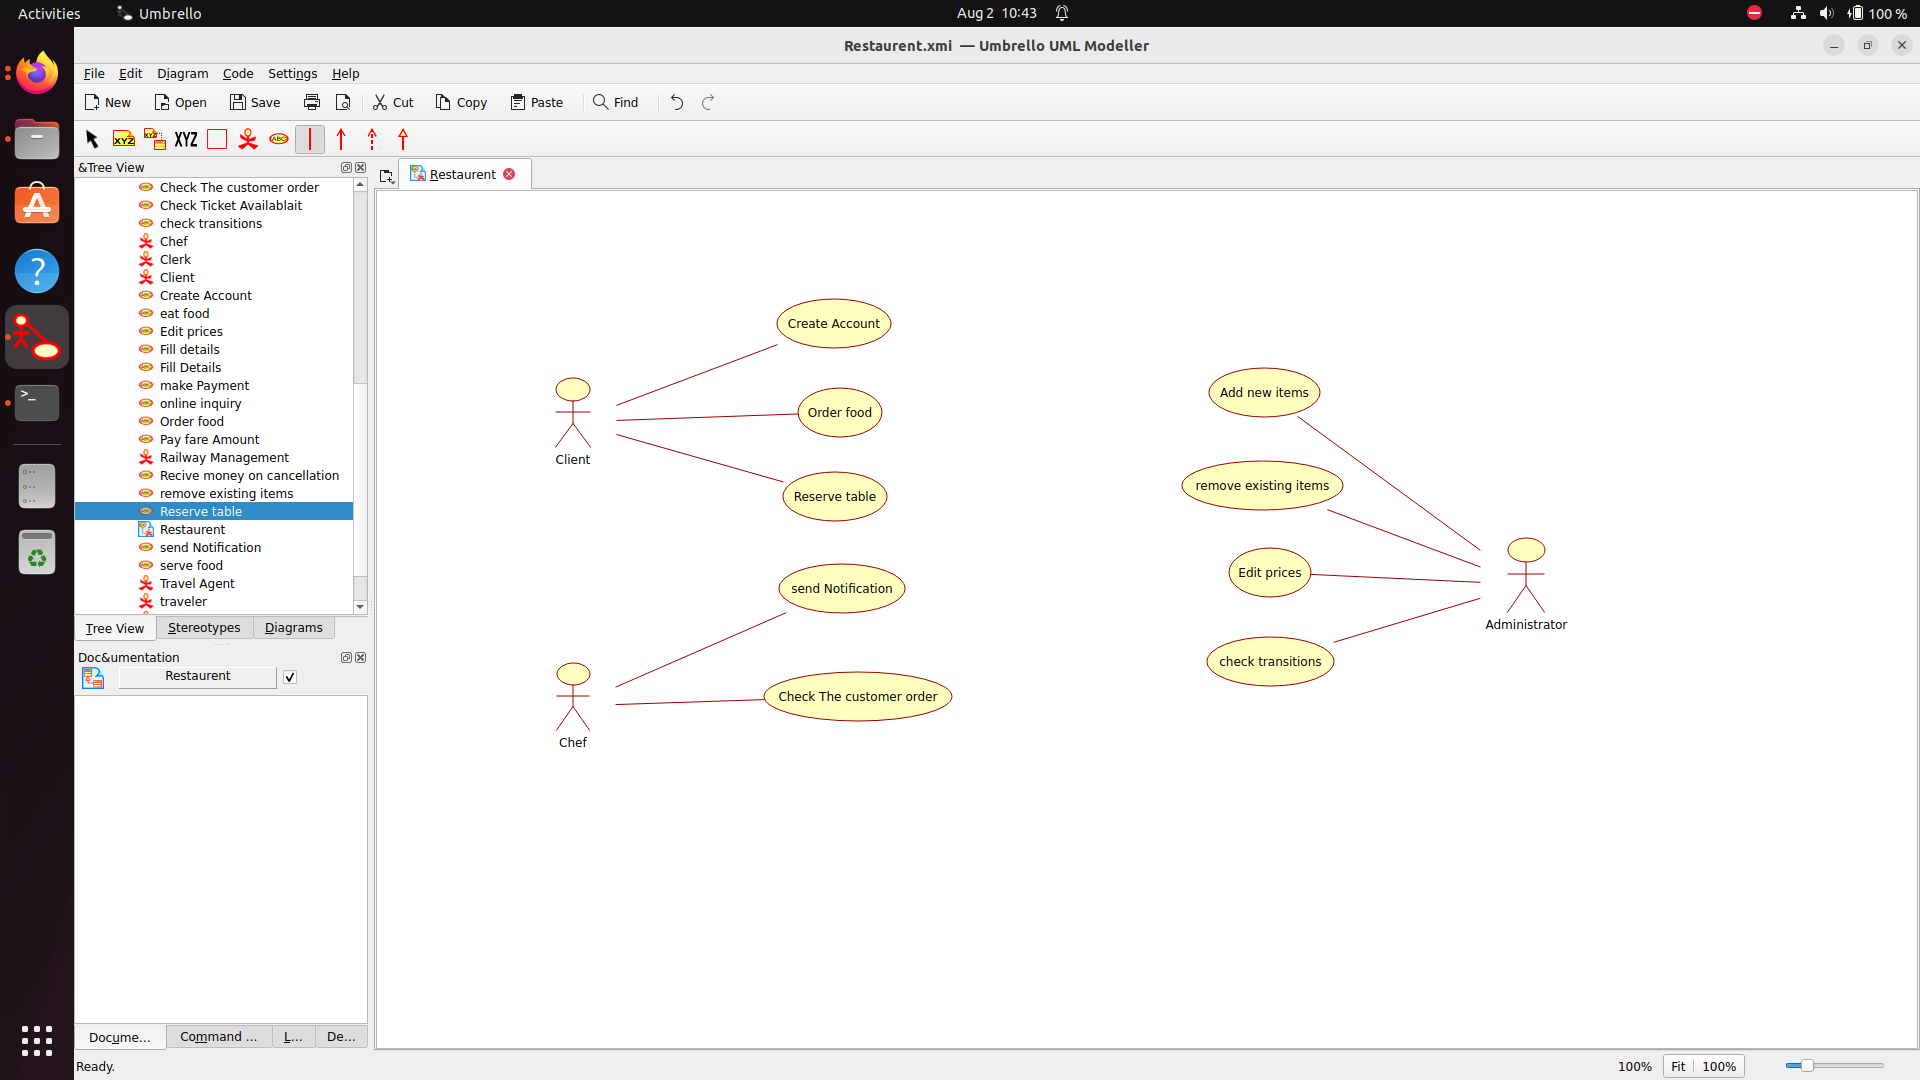 Activities
Umbrello
Aug 2 10:43
100 %
Restaurent.xmi — Umbrello UML Modeller
File Edit Diagram Code Settings Help
New Open Save Cut Copy Paste Find
XYZ XYZ XYZ ABC
&Tree View
Restaurent
Check The customer order
Check Ticket Availablait
check transitions
Chef
Clerk
Client
Create Account
eat food
Edit prices
Fill details
Fill Details
make Payment
online inquiry
Order food
Pay fare Amount
Railway Management
Recive money on cancellation
remove existing items
Reserve table
Restaurent
send Notification
serve food
Travel Agent
traveler
Tree View Stereotypes Diagrams
Doc&umentation
Restaurent
Docume... Command ... L... De...
Create Account
Order food
Client
Reserve table
send Notification
Check The customer order
Chef
Add new items
remove existing items
Edit prices
Administrator
check transitions
Ready.
100% Fit 100%